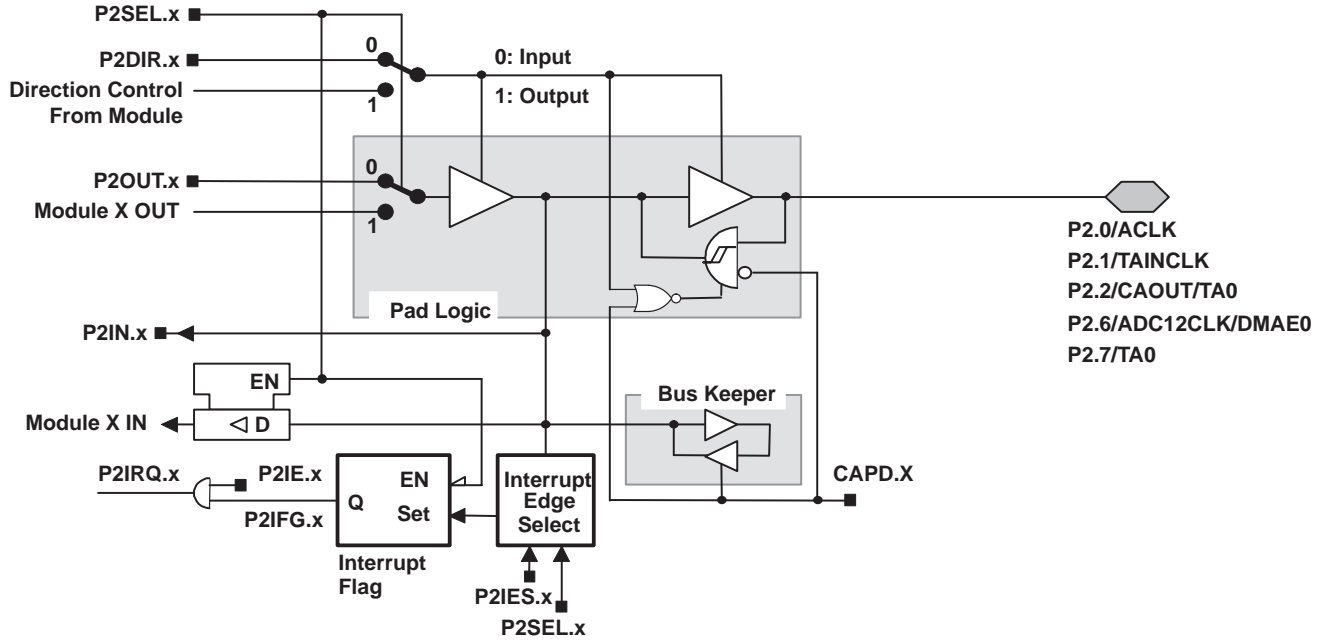 P2SEL.x
P2DIR.x
0
0: Input
Direction Control
From Module
1
1: Output
P2OUT.x
0
Module X OUT
1
Pad Logic
P2.0/ACLK
P2.1/TAINCLK
P2.2/CAOUT/TA0
P2.6/ADC12CLK/DMAE0
P2.7/TA0
P2IN.x
EN
Bus Keeper
Module X IN
D
P2IRQ.x
P2IE.x
P2IFG.x
Q
EN
Set
Interrupt
Flag
Interrupt
Edge
Select
CAPD.X
P2IES.x
P2SEL.x